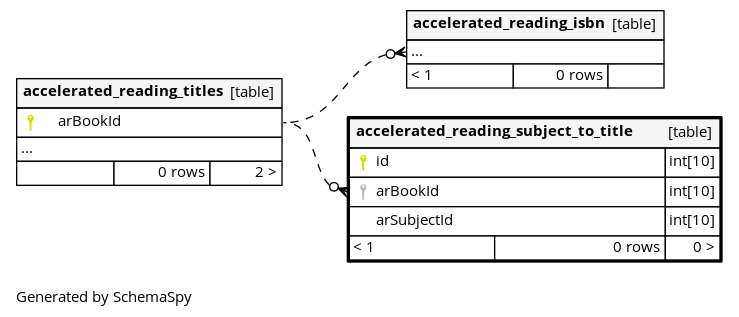 accelerated_reading_isbn [table]
...
< 1 0 rows
accelerated_reading_titles [table]
arBookId
...
0 rows 2 >
accelerated_reading_subject_to_title [table]
id int[10]
arBookId int[10]
arSubjectId int[10]
< 1 0 rows 0 >
Generated by SchemaSpy